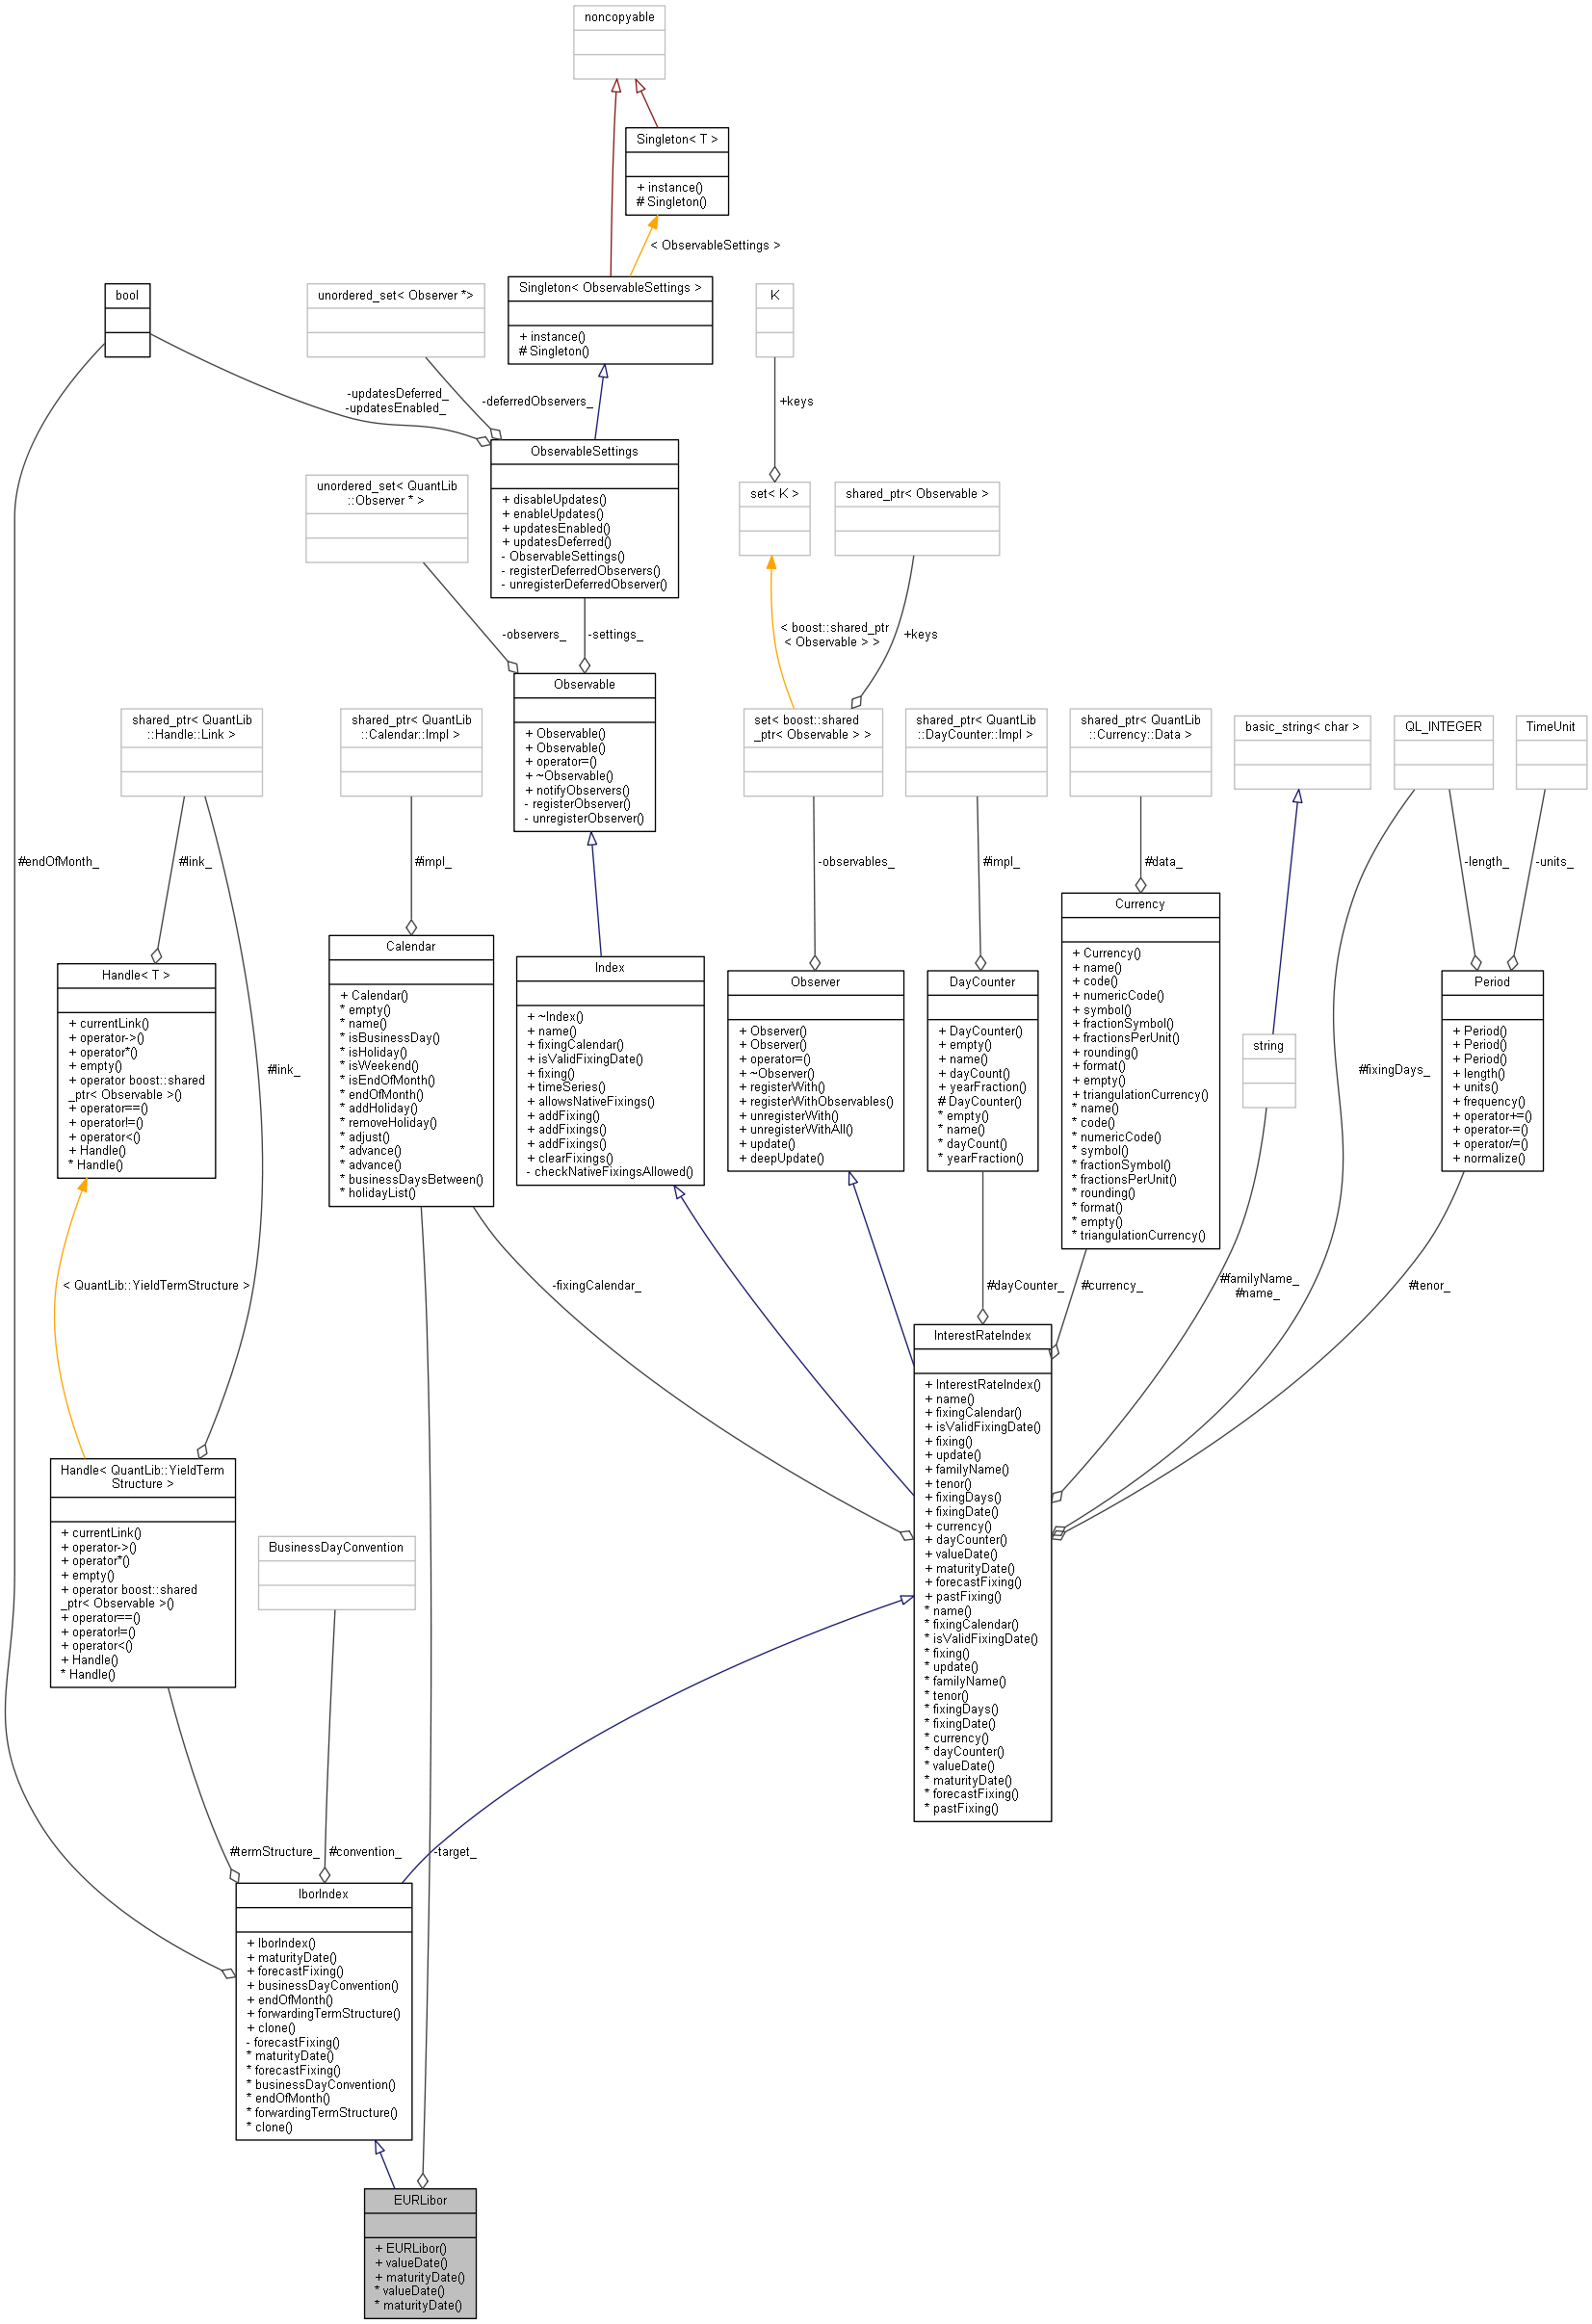 noncopyable
Singleton< T >
+ instance()
# Singleton()
< ObservableSettings >
Singleton< ObservableSettings >
+ instance()
# Singleton()
bool
unordered_set< Observer *>
K
-updatesDeferred_
-updatesEnabled_
-deferredObservers_
+keys
ObservableSettings
+ disableUpdates()
+ enableUpdates()
+ updatesEnabled()
+ updatesDeferred()
- ObservableSettings()
- registerDeferredObservers()
- unregisterDeferredObserver()
unordered_set< QuantLib
::Observer * >
set< K >
shared_ptr< Observable >
-observers_
-settings_
< boost::shared_ptr
< Observable > >
+keys
Observable
+ Observable()
+ Observable()
+ operator=()
+ ~Observable()
+ notifyObservers()
- registerObserver()
- unregisterObserver()
shared_ptr< QuantLib
::Handle::Link >
shared_ptr< QuantLib
::Calendar::Impl >
set< boost::shared
_ptr< Observable > >
shared_ptr< QuantLib
::DayCounter::Impl >
shared_ptr< QuantLib
::Currency::Data >
basic_string< char >
QL_INTEGER
TimeUnit
#endOfMonth_
#link_
#impl_
-observables_
#impl_
#data_
-length_
-units_
Handle< T >
+ currentLink()
+ operator->()
+ operator*()
+ empty()
+ operator boost::shared
_ptr< Observable >()
+ operator==()
+ operator!=()
+ operator<()
+ Handle()
* Handle()
#link_
Calendar
+ Calendar()
* empty()
* name()
* isBusinessDay()
* isHoliday()
* isWeekend()
* isEndOfMonth()
* endOfMonth()
* addHoliday()
* removeHoliday()
* adjust()
* advance()
* advance()
* businessDaysBetween()
* holidayList()
Index
+ ~Index()
+ name()
+ fixingCalendar()
+ isValidFixingDate()
+ fixing()
+ timeSeries()
+ allowsNativeFixings()
+ addFixing()
+ addFixings()
+ addFixings()
+ clearFixings()
- checkNativeFixingsAllowed()
Observer
+ Observer()
+ Observer()
+ operator=()
+ ~Observer()
+ registerWith()
+ registerWithObservables()
+ unregisterWith()
+ unregisterWithAll()
+ update()
+ deepUpdate()
DayCounter
+ DayCounter()
+ empty()
+ name()
+ dayCount()
+ yearFraction()
# DayCounter()
* empty()
* name()
* dayCount()
* yearFraction()
Currency
+ Currency()
+ name()
+ code()
+ numericCode()
+ symbol()
+ fractionSymbol()
+ fractionsPerUnit()
+ rounding()
+ format()
+ empty()
+ triangulationCurrency()
* name()
* code()
* numericCode()
* symbol()
* fractionSymbol()
* fractionsPerUnit()
* rounding()
* format()
* empty()
* triangulationCurrency()
string
#fixingDays_
Period
+ Period()
+ Period()
+ Period()
+ length()
+ units()
+ frequency()
+ operator+=()
+ operator-=()
+ operator/=()
+ normalize()
< QuantLib::YieldTermStructure >
-fixingCalendar_
#dayCounter_
#currency_
#familyName_
#name_
#tenor_
InterestRateIndex
+ InterestRateIndex()
+ name()
+ fixingCalendar()
+ isValidFixingDate()
+ fixing()
+ update()
+ familyName()
+ tenor()
+ fixingDays()
+ fixingDate()
+ currency()
+ dayCounter()
+ valueDate()
+ maturityDate()
+ forecastFixing()
+ pastFixing()
* name()
* fixingCalendar()
* isValidFixingDate()
* fixing()
* update()
* familyName()
* tenor()
* fixingDays()
* fixingDate()
* currency()
* dayCounter()
* valueDate()
* maturityDate()
* forecastFixing()
* pastFixing()
Handle< QuantLib::YieldTerm
Structure >
+ currentLink()
+ operator->()
+ operator*()
+ empty()
+ operator boost::shared
_ptr< Observable >()
+ operator==()
+ operator!=()
+ operator<()
+ Handle()
* Handle()
BusinessDayConvention
#termStructure_
#convention_
-target_
IborIndex
+ IborIndex()
+ maturityDate()
+ forecastFixing()
+ businessDayConvention()
+ endOfMonth()
+ forwardingTermStructure()
+ clone()
- forecastFixing()
* maturityDate()
* forecastFixing()
* businessDayConvention()
* endOfMonth()
* forwardingTermStructure()
* clone()
EURLibor
+ EURLibor()
+ valueDate()
+ maturityDate()
* valueDate()
* maturityDate()